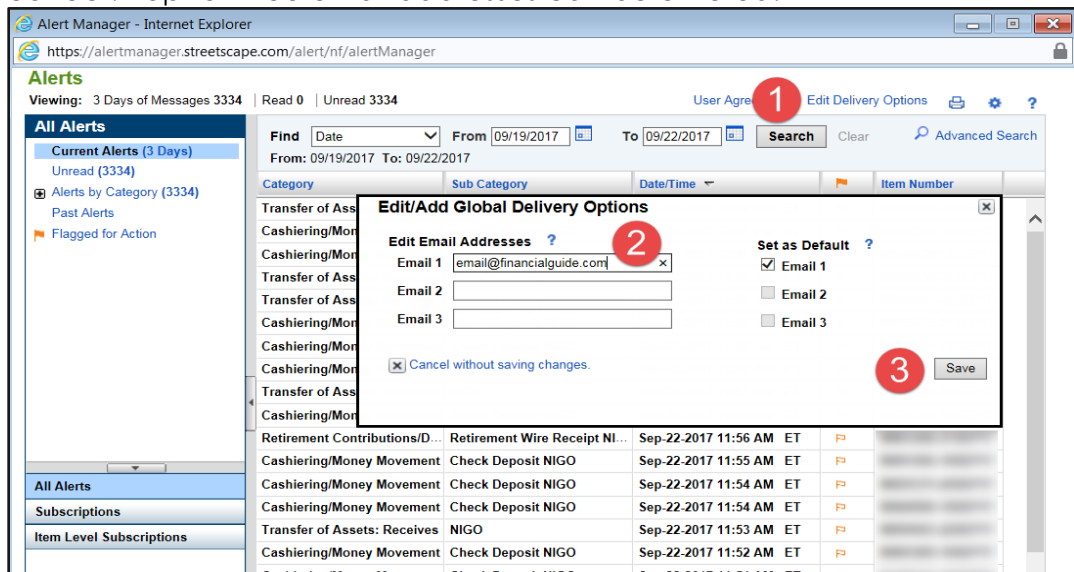 Alert Manager - Internet Explorer
https://alertmanager.streetscape.com/alert/nf/alertManager
Alerts
Viewing: 3 Days of Messages 3334 | Read 0 | Unread 3334
User Agre 1 Edit Delivery Options ?
All Alerts
Current Alerts (3 Days)
Unread (3334)
Alerts by Category (3334)
Past Alerts
Flagged for Action
Find Date From 09/19/2017 To 09/22/2017 Search Clear Advanced Search
From: 09/19/2017 To: 09/22/2017
Category Sub Category Date/Time Item Number
Transfer of Ass
Cashiering/Mon
Cashiering/Mon
Transfer of Ass
Transfer of Ass
Cashiering/Mon
Cashiering/Mon
Cashiering/Mon
Transfer of Ass
Cashiering/Mon
Edit/Add Global Delivery Options
Edit Email Addresses ? 2 Set as Default ?
Email 1 email@financialguide.com x Email 1
Email 2 Email 2
Email 3 Email 3
Cancel without saving changes. 3 Save
Retirement Contributions/D... Retirement Wire Receipt NI... Sep-22-2017 11:56 AM ET
Cashiering/Money Movement Check Deposit NIGO Sep-22-2017 11:55 AM ET
Cashiering/Money Movement Check Deposit NIGO Sep-22-2017 11:54 AM ET
Cashiering/Money Movement Check Deposit NIGO Sep-22-2017 11:54 AM ET
Transfer of Assets: Receives NIGO Sep-22-2017 11:53 AM ET
Cashiering/Money Movement Check Deposit NIGO Sep-22-2017 11:52 AM ET
All Alerts
Subscriptions
Item Level Subscriptions